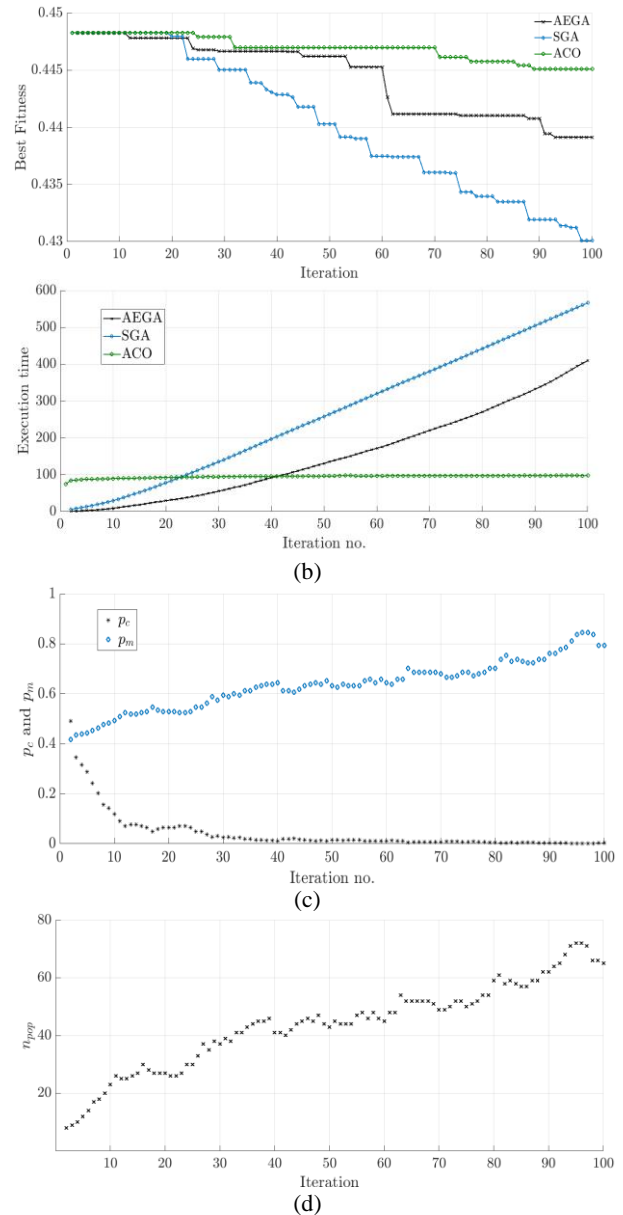 0.45
0.445
0.44
0.435
0.43
Best Fitness
AEGA
SGA
ACO
0 10 20 30 40 50 60 70 80 90 100
Iteration
600
500
400
300
200
100
0
Execution time
AEGA
SGA
ACO
0 10 20 30 40 50 60 70 80 90 100
Iteration no.
(b)
1
0.8
0.6
0.4
0.2
0
p_c and p_m
p_c
p_m
0 10 20 30 40 50 60 70 80 90 100
Iteration no.
(c)
80
60
40
20
n_pop
10 20 30 40 50 60 70 80 90 100
Iteration
(d)